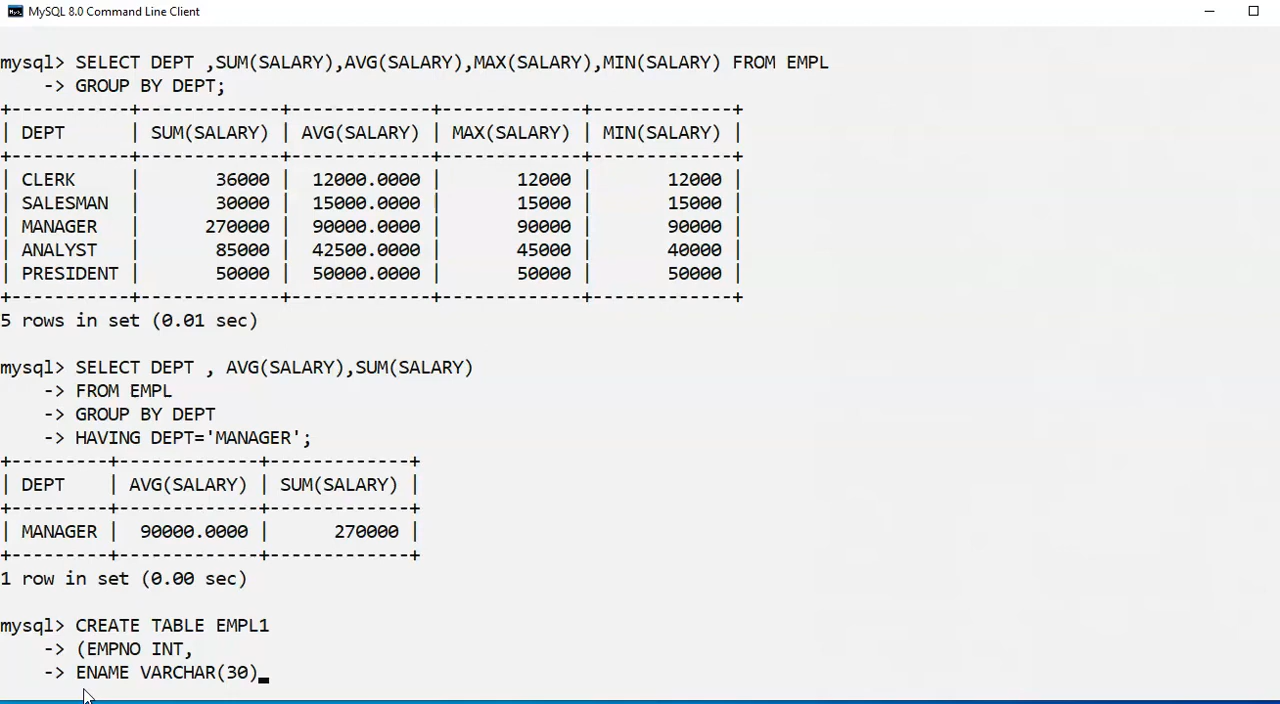 MySQL 8.0 Command Line Client
mysql> SELECT DEPT ,SUM(SALARY),AVG(SALARY),MAX(SALARY),MIN(SALARY) FROM EMPL
    -> GROUP BY DEPT;
+-----------+-------------+-------------+-------------+-------------+
| DEPT      | SUM(SALARY) | AVG(SALARY) | MAX(SALARY) | MIN(SALARY) |
+-----------+-------------+-------------+-------------+-------------+
| CLERK     |       36000 |  12000.0000 |       12000 |       12000 |
| SALESMAN  |       30000 |  15000.0000 |       15000 |       15000 |
| MANAGER   |      270000 |  90000.0000 |       90000 |       90000 |
| ANALYST   |       85000 |  42500.0000 |       45000 |       40000 |
| PRESIDENT |       50000 |  50000.0000 |       50000 |       50000 |
+-----------+-------------+-------------+-------------+-------------+
5 rows in set (0.01 sec)
mysql> SELECT DEPT , AVG(SALARY),SUM(SALARY)
    -> FROM EMPL
    -> GROUP BY DEPT
    -> HAVING DEPT='MANAGER';
+---------+-------------+-------------+
| DEPT    | AVG(SALARY) | SUM(SALARY) |
+---------+-------------+-------------+
| MANAGER |  90000.0000 |      270000 |
+---------+-------------+-------------+
1 row in set (0.00 sec)
mysql> CREATE TABLE EMPL1
    -> (EMPNO INT,
    -> ENAME VARCHAR(30)